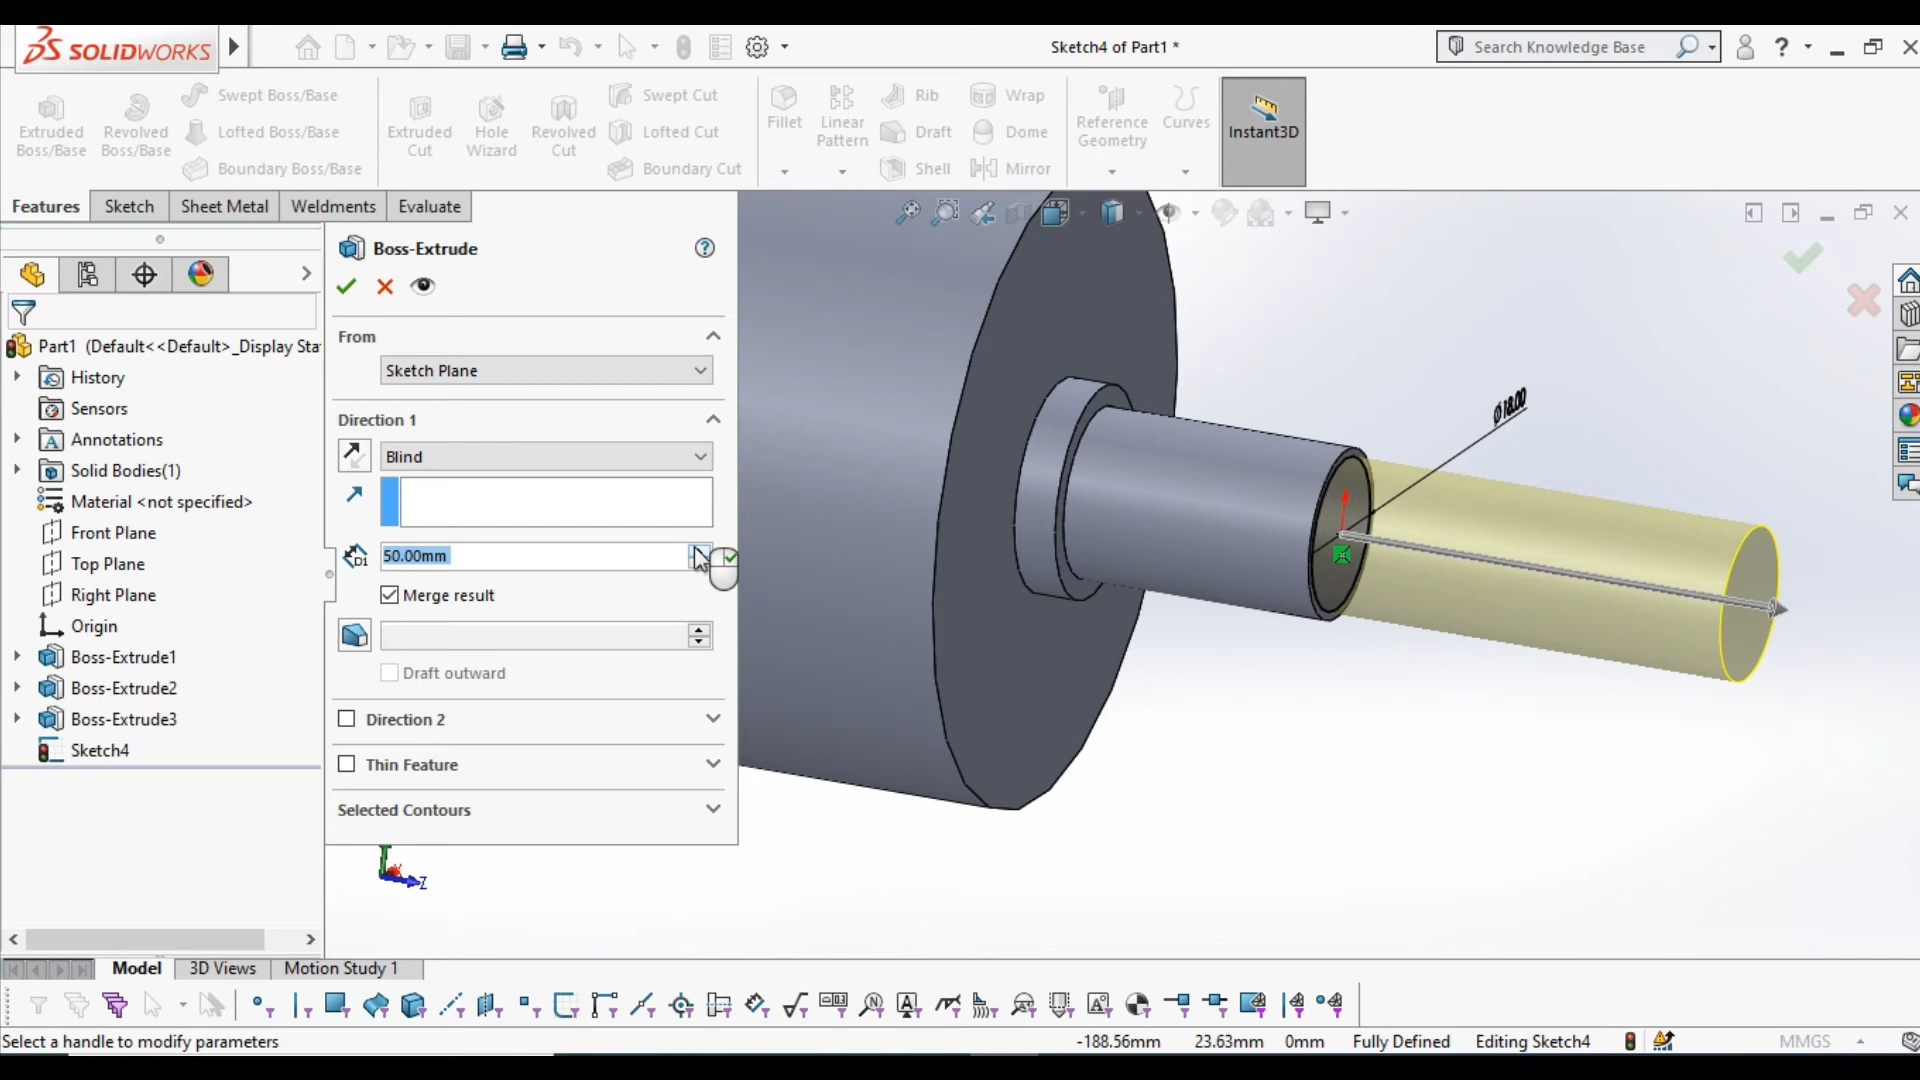 SOLIDWORKS
Sketch4 of Part1 *
Search Knowledge Base
?
Extruded Boss/Base
Revolved Boss/Base
Swept Boss/Base
Lofted Boss/Base
Boundary Boss/Base
Extruded Cut
Hole Wizard
Revolved Cut
Swept Cut
Lofted Cut
Boundary Cut
Fillet
Linear Pattern
Rib
Draft
Shell
Wrap
Dome
Mirror
Reference Geometry
Curves
Instant3D
Features
Sketch
Sheet Metal
Weldments
Evaluate
Part1 (Default<<Default>_Display Sta
History
Sensors
Annotations
Solid Bodies(1)
Material <not specified>
Front Plane
Top Plane
Right Plane
Origin
Boss-Extrude1
Boss-Extrude2
Boss-Extrude3
Sketch4
Boss-Extrude
?
From
Sketch Plane
Direction 1
Blind
D1
50.00mm
Merge result
Draft outward
Direction 2
Thin Feature
Selected Contours
Ø18.00
Z
Model
3D Views
Motion Study 1
Select a handle to modify parameters
-188.56mm
23.63mm
0mm
Fully Defined
Editing Sketch4
MMGS